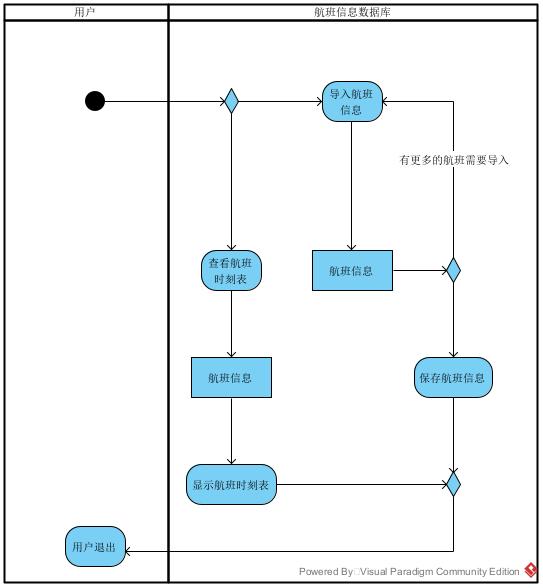 用户
航班信息数据库
导入航班
信息
有更多的航班需要导入
查看航班
时刻表
航班信息
航班信息
保存航班信息
显示航班时刻表
用户退出
Powered By Visual Paradigm Community Edition